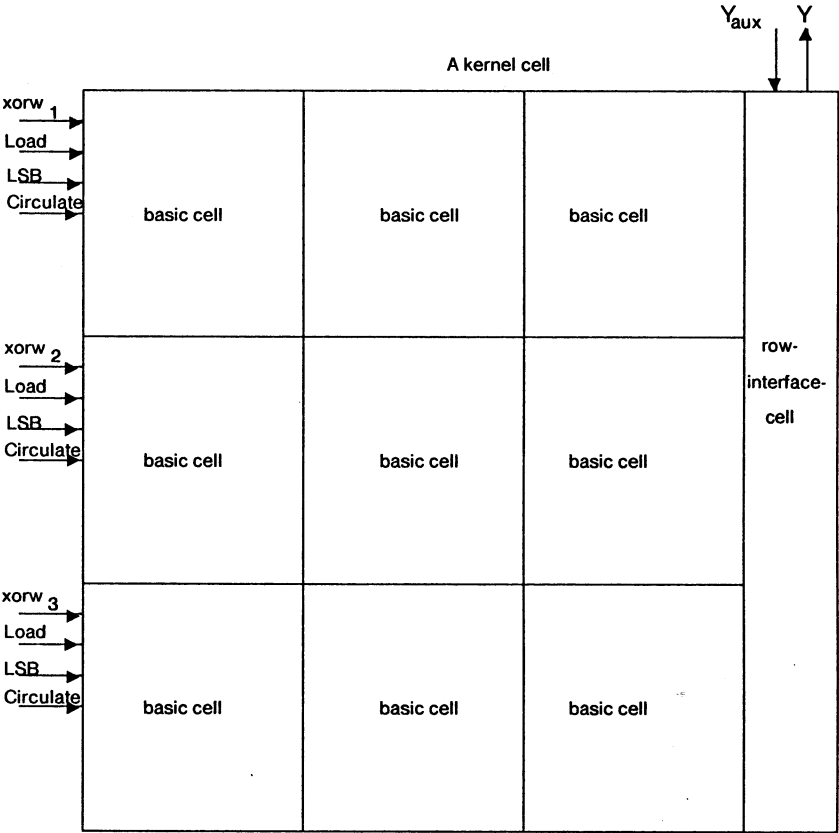 Yaux Y
A kernel cell
xorw 1
Load
LSB
Circulate
basic cell basic cell basic cell
xorw 2
Load
LSB
Circulate
basic cell basic cell basic cell
row-
interface-
cell
xorw 3
Load
LSB
Circulate
basic cell basic cell basic cell